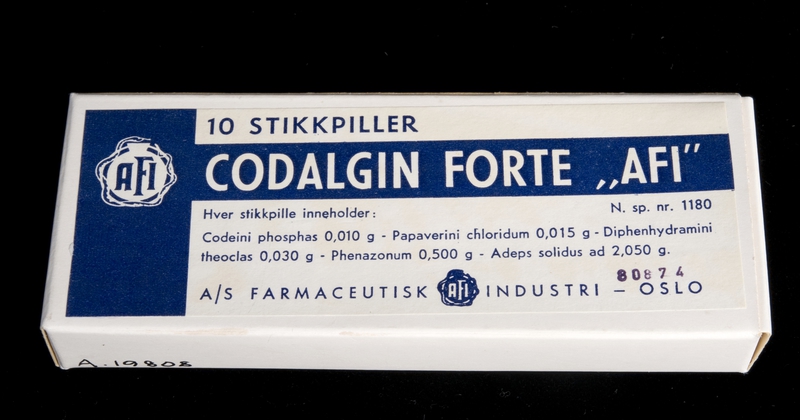 10 STIKKPILLER
AFI
CODALGIN FORTE „AFI"
Hver stikkpille inneholder:
N. sp. nr. 1180
Codeini phosphas 0,010 g - Papaverini chloridum 0,015 g - Diphenhydramini
theoclas 0,030 g - Phenazonum 0,500 g - Adeps solidus ad 2,050 g.
80874
A/S FARMACEUTISK AFI INDUSTRI – OSLO
A.19808